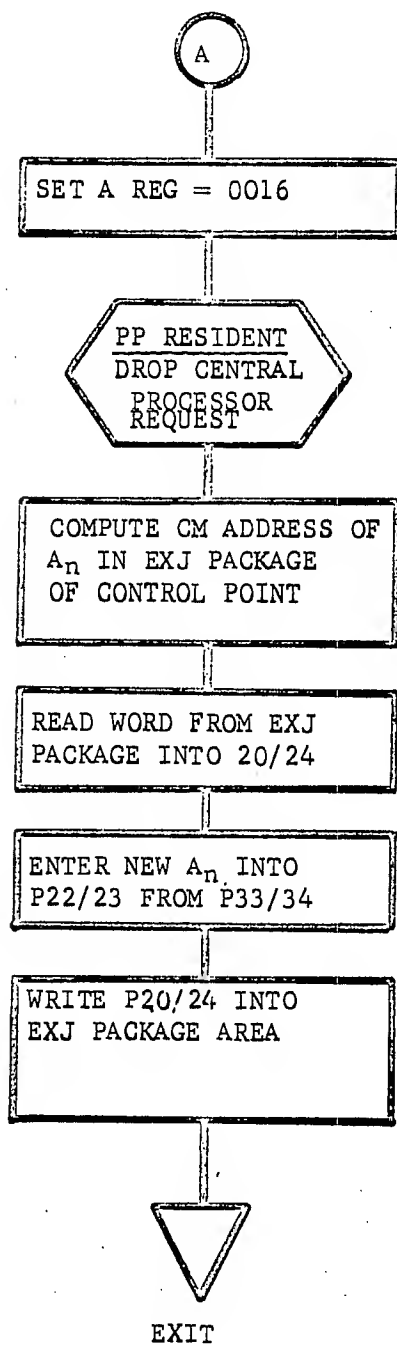 A
SET A REG = 0016
PP RESIDENT
DROP CENTRAL
PROCESSOR
REQUEST
COMPUTE CM ADDRESS OF
An IN EXJ PACKAGE
OF CONTROL POINT
READ WORD FROM EXJ
PACKAGE INTO 20/24
ENTER NEW An INTO
P22/23 FROM P33/34
WRITE P20/24 INTO
EXJ PACKAGE AREA
EXIT